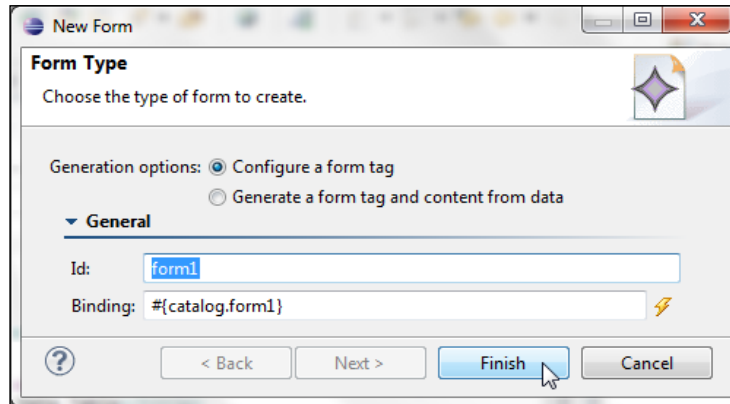 New Form
Form Type
Choose the type of form to create.
Generation options: Configure a form tag
Generate a form tag and content from data
General
Id: form1
Binding: #{catalog.form1}
? < Back Next > Finish Cancel